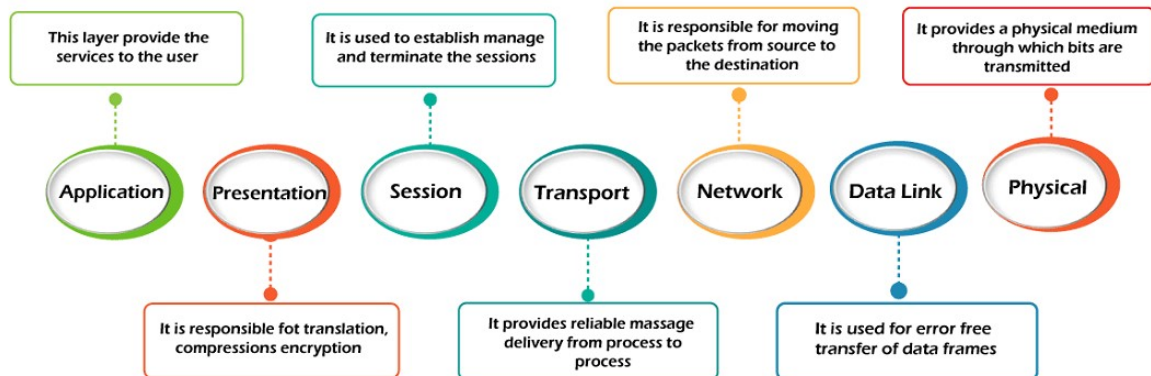 This layer provide the
services to the user
It is used to establish manage
and terminate the sessions
It is responsible for moving
the packets from source to
the destination
It provides a physical medium
through which bits are
transmitted
Application
Presentation
Session
Transport
Network
Data Link
Physical
It is responsible fot translation,
compressions encryption
It provides reliable massage
delivery from process to
process
It is used for error free
transfer of data frames